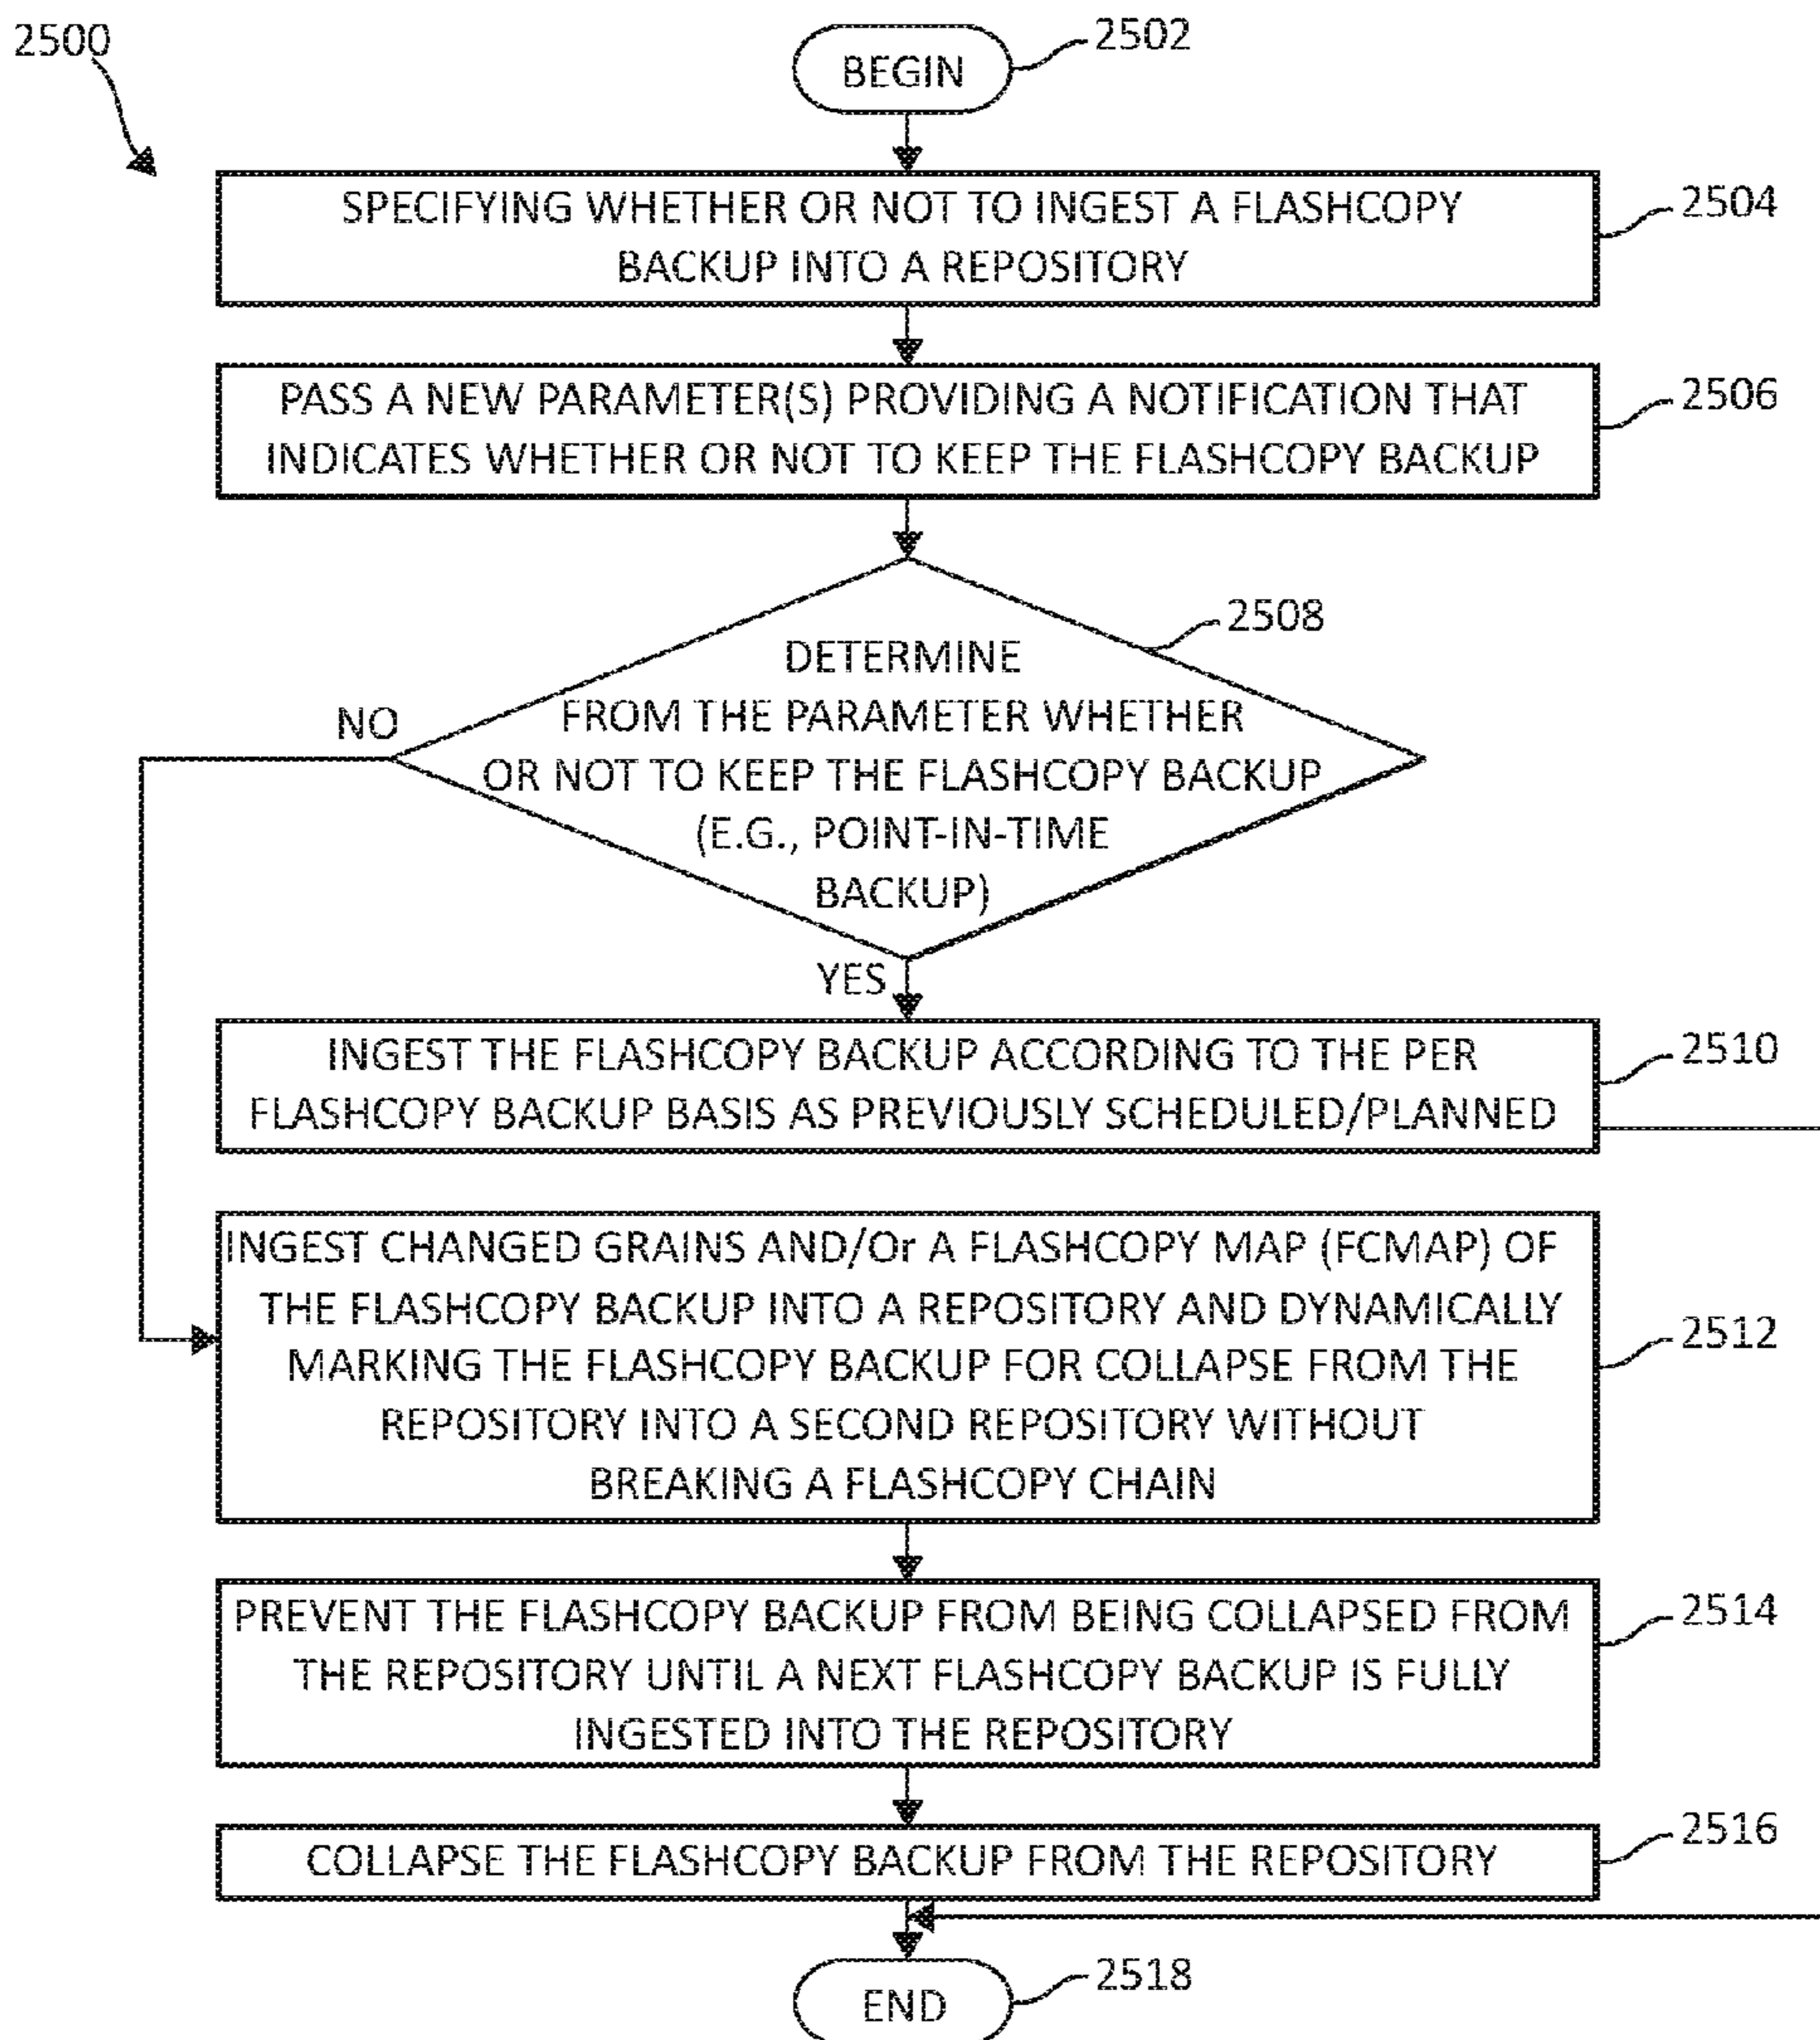 2500
BEGIN
2502
SPECIFYING WHETHER OR NOT TO INGEST A FLASHCOPY
BACKUP INTO A REPOSITORY
2504
PASS A NEW PARAMETER(S) PROVIDING A NOTIFICATION THAT
INDICATES WHETHER OR NOT TO KEEP THE FLASHCOPY BACKUP
2506
2508
DETERMINE
FROM THE PARAMETER WHETHER
OR NOT TO KEEP THE FLASHCOPY BACKUP
(E.G., POINT-IN-TIME
BACKUP)
NO
YES
INGEST THE FLASHCOPY BACKUP ACCORDING TO THE PER
FLASHCOPY BACKUP BASIS AS PREVIOUSLY SCHEDULED/PLANNED
2510
INGEST CHANGED GRAINS AND/Or A FLASHCOPY MAP (FCMAP) OF
THE FLASHCOPY BACKUP INTO A REPOSITORY AND DYNAMICALLY
MARKING THE FLASHCOPY BACKUP FOR COLLAPSE FROM THE
REPOSITORY INTO A SECOND REPOSITORY WITHOUT
BREAKING A FLASHCOPY CHAIN
2512
PREVENT THE FLASHCOPY BACKUP FROM BEING COLLAPSED FROM
THE REPOSITORY UNTIL A NEXT FLASHCOPY BACKUP IS FULLY
INGESTED INTO THE REPOSITORY
2514
COLLAPSE THE FLASHCOPY BACKUP FROM THE REPOSITORY
2516
END
2518